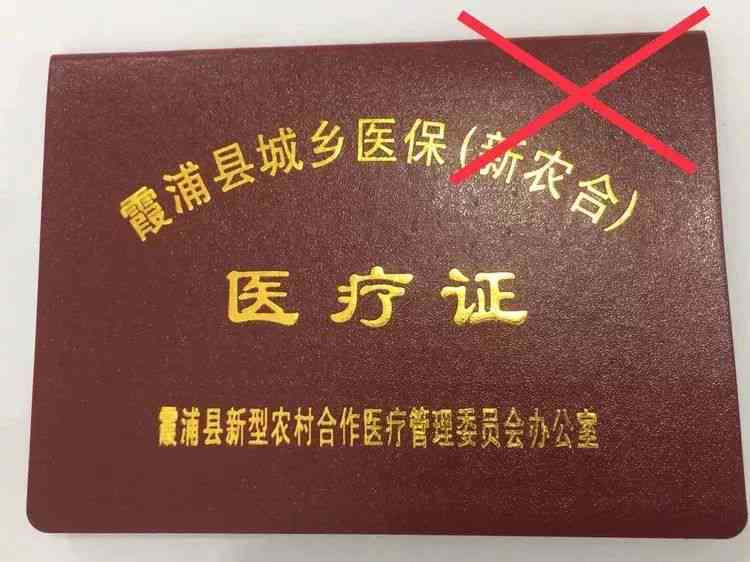 霞浦县城乡医保(新农合)
医疗证
霞浦县新型农村合作医疗管理委员会办公室